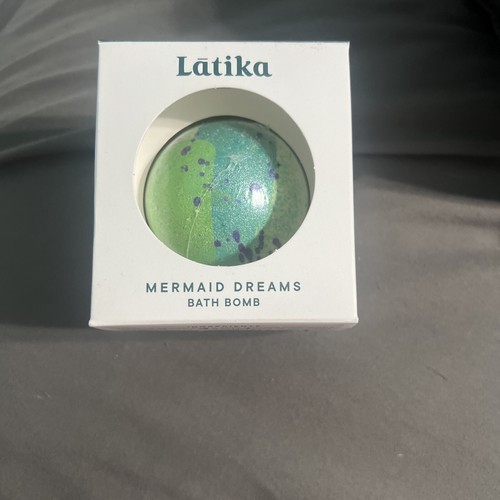 Lātika
MERMAID DREAMS
BATH BOMB